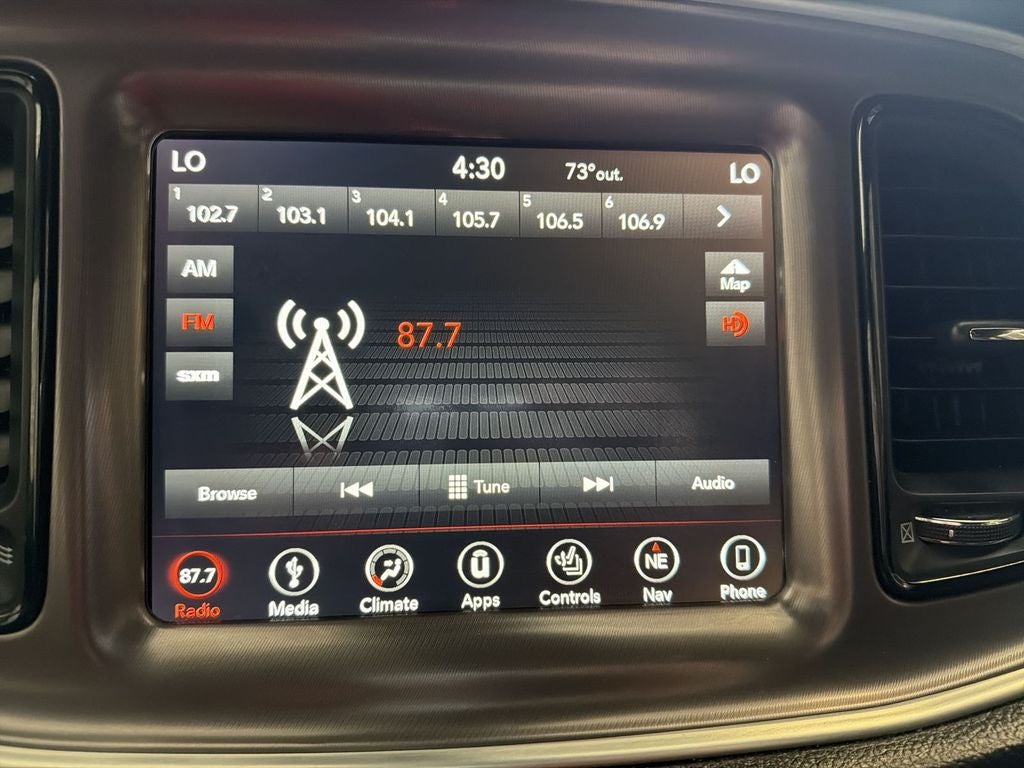 LO 4:30 73°out. LO
1 102.7 2 103.1 3 104.1 4 105.7 5 106.5 6 106.9
AM
Map
FM
87.7
HD
sxm
Browse Tune Audio
87.7 NE
Radio Media Climate Apps Controls Nav Phone